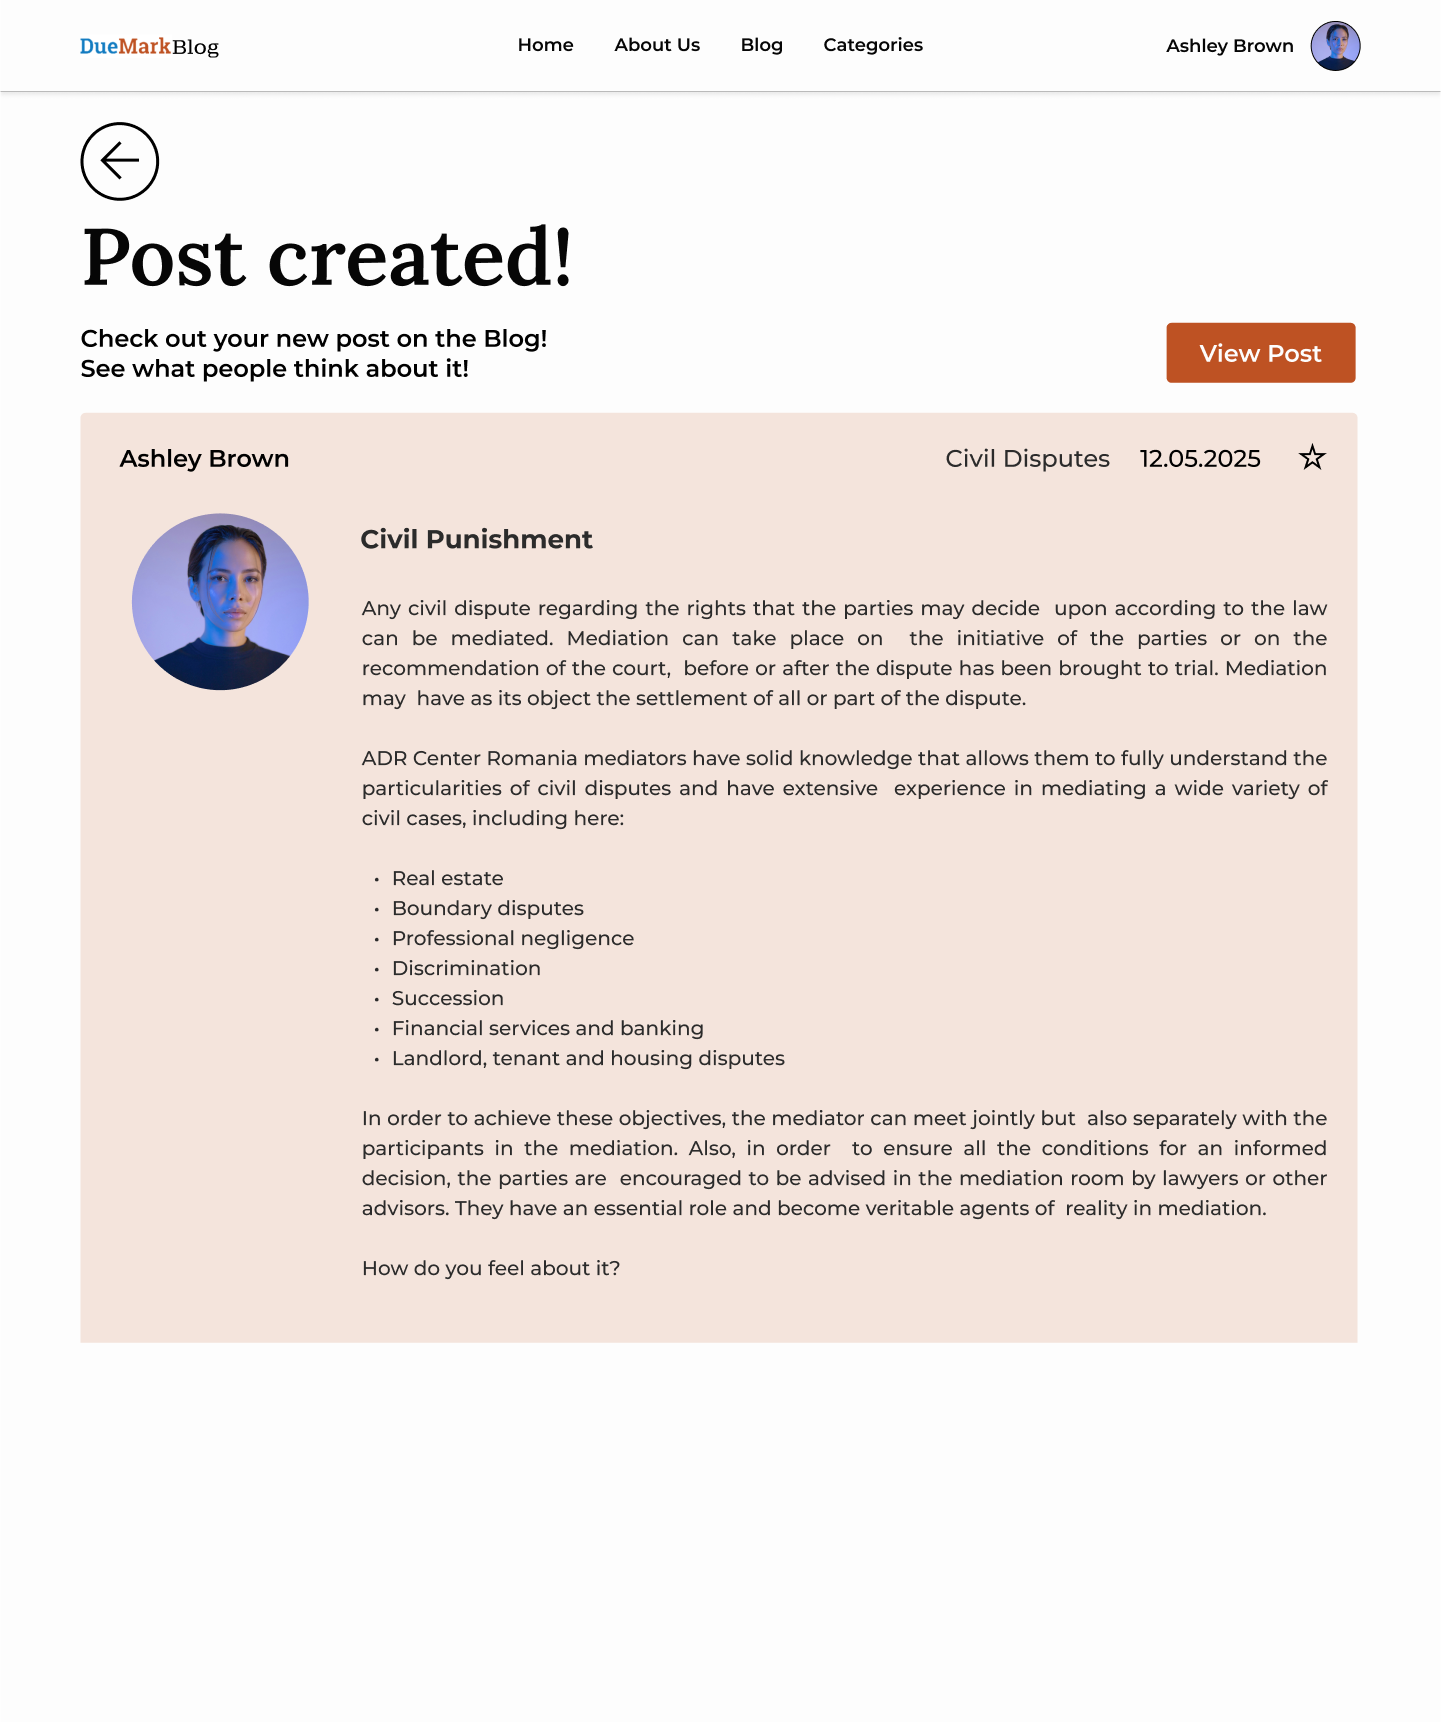 DueMarkBlog
Home About Us Blog Categories
Ashley Brown
Post created!
Check out your new post on the Blog!
See what people think about it!
View Post
Ashley Brown
Civil Disputes 12.05.2025
Civil Punishment
Any civil dispute regarding the rights that the parties may decide upon according to the law
can be mediated. Mediation can take place on the initiative of the parties or on the
recommendation of the court, before or after the dispute has been brought to trial. Mediation
may have as its object the settlement of all or part of the dispute.
ADR Center Romania mediators have solid knowledge that allows them to fully understand the
particularities of civil disputes and have extensive experience in mediating a wide variety of
civil cases, including here:
• Real estate
• Boundary disputes
• Professional negligence
• Discrimination
• Succession
• Financial services and banking
• Landlord, tenant and housing disputes
In order to achieve these objectives, the mediator can meet jointly but also separately with the
participants in the mediation. Also, in order to ensure all the conditions for an informed
decision, the parties are encouraged to be advised in the mediation room by lawyers or other
advisors. They have an essential role and become veritable agents of reality in mediation.
How do you feel about it?